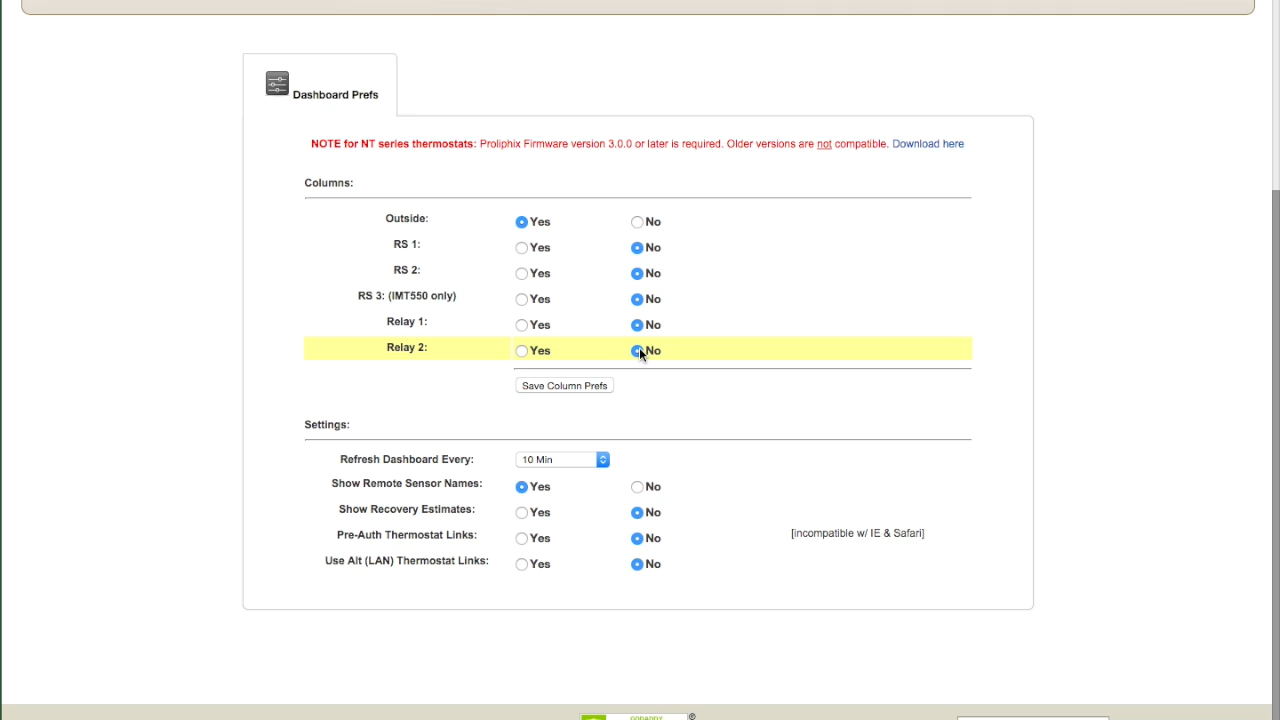 Dashboard Prefs
NOTE for NT series thermostats: Proliphix Firmware version 3.0.0 or later is required. Older versions are not compatible. Download here
Columns:
Outside: Yes No
RS 1: Yes No
RS 2: Yes No
RS 3: (IMT550 only) Yes No
Relay 1: Yes No
Relay 2: Yes No
Save Column Prefs
Settings:
Refresh Dashboard Every: 10 Min
Show Remote Sensor Names: Yes No
Show Recovery Estimates: Yes No
Pre-Auth Thermostat Links: Yes No [incompatible w/ IE & Safari]
Use Alt (LAN) Thermostat Links: Yes No